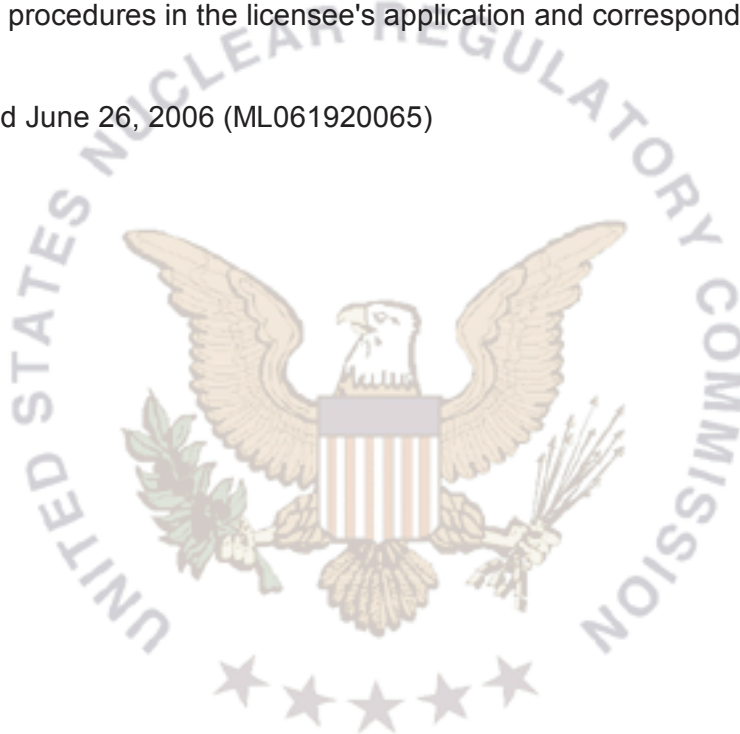 procedures in the licensee's application and correspond
d June 26, 2006 (ML061920065)
UNITED STATES NUCLEAR REGULATORY COMMISSION